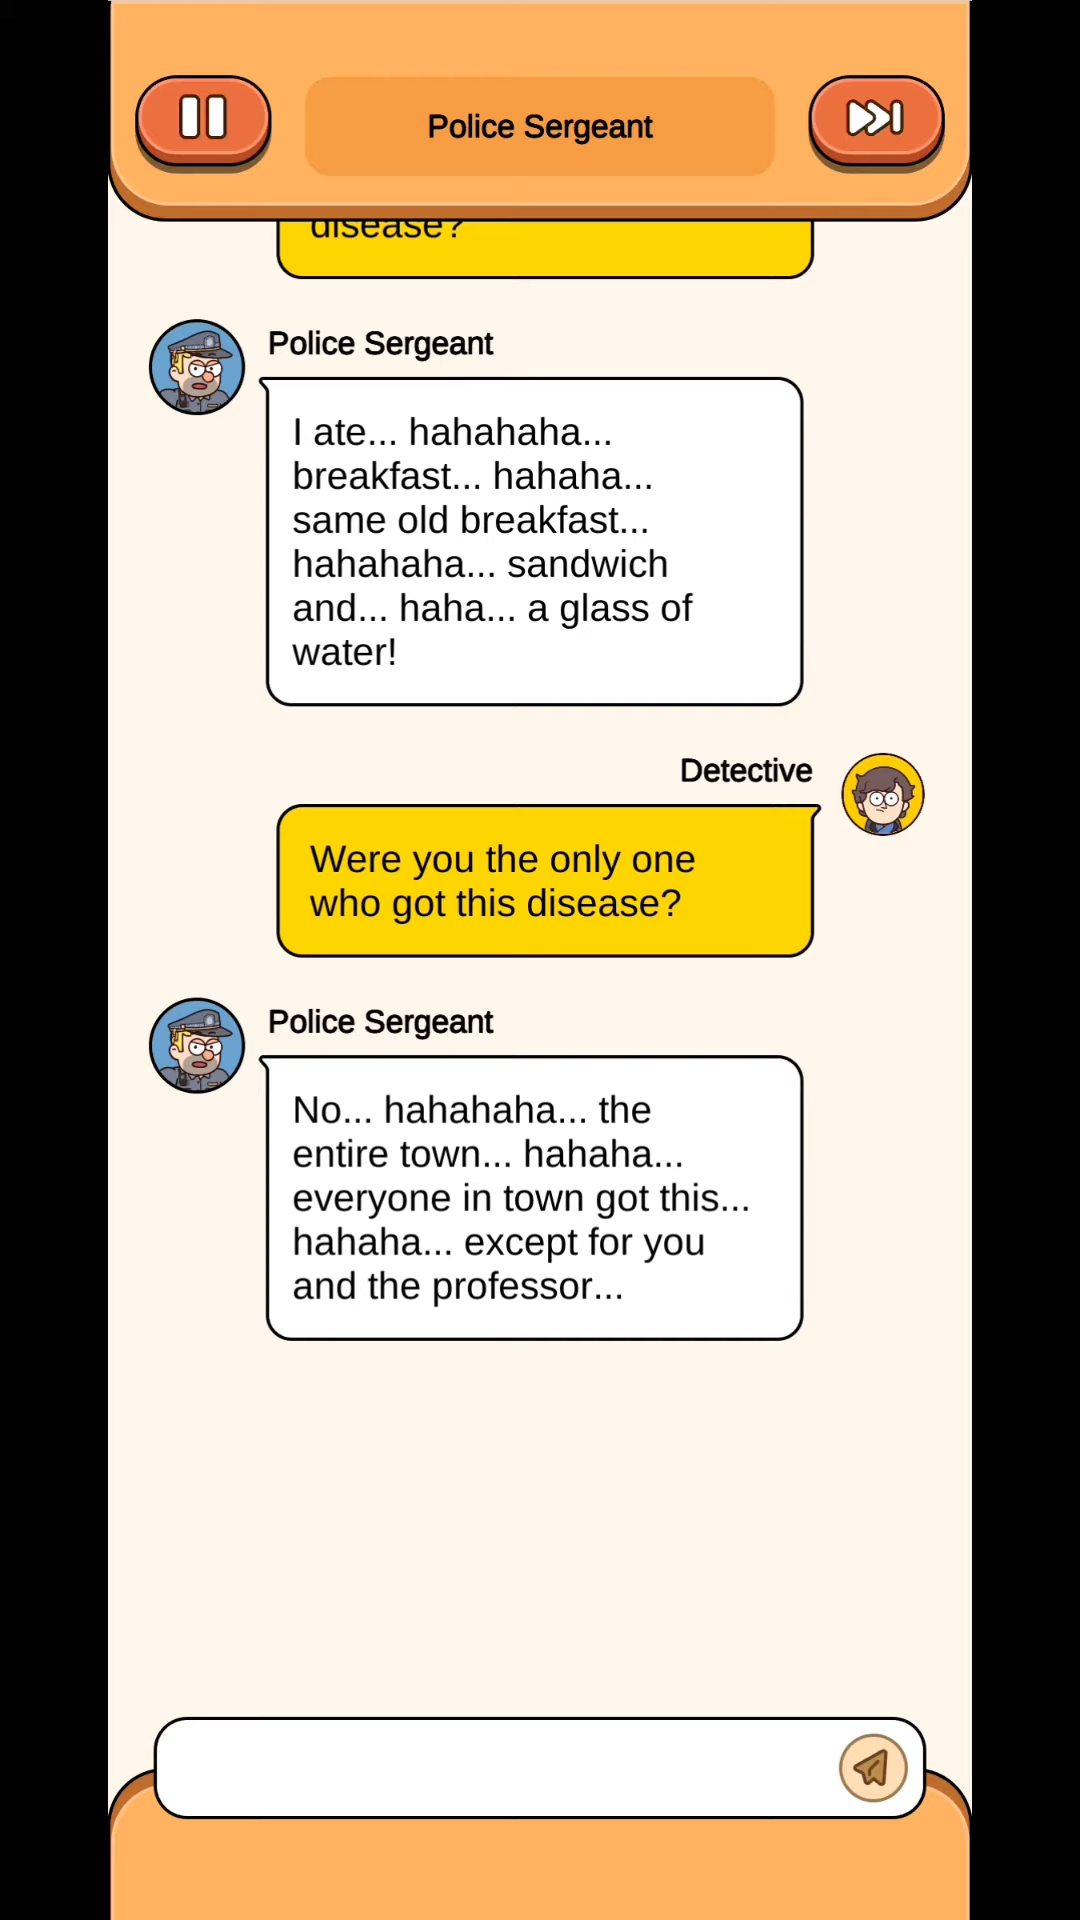 Police Sergeant
disease?
Police Sergeant
I ate... hahahaha...
breakfast... hahaha...
same old breakfast...
hahahaha... sandwich
and... haha... a glass of
water!
Detective
Were you the only one
who got this disease?
Police Sergeant
No... hahahaha... the
entire town... hahaha...
everyone in town got this...
hahaha... except for you
and the professor...